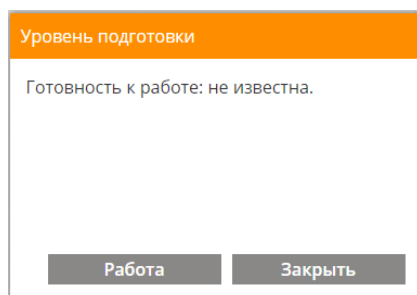 Уровень подготовки
Готовность к работе: не известна.
Работа
Закрыть